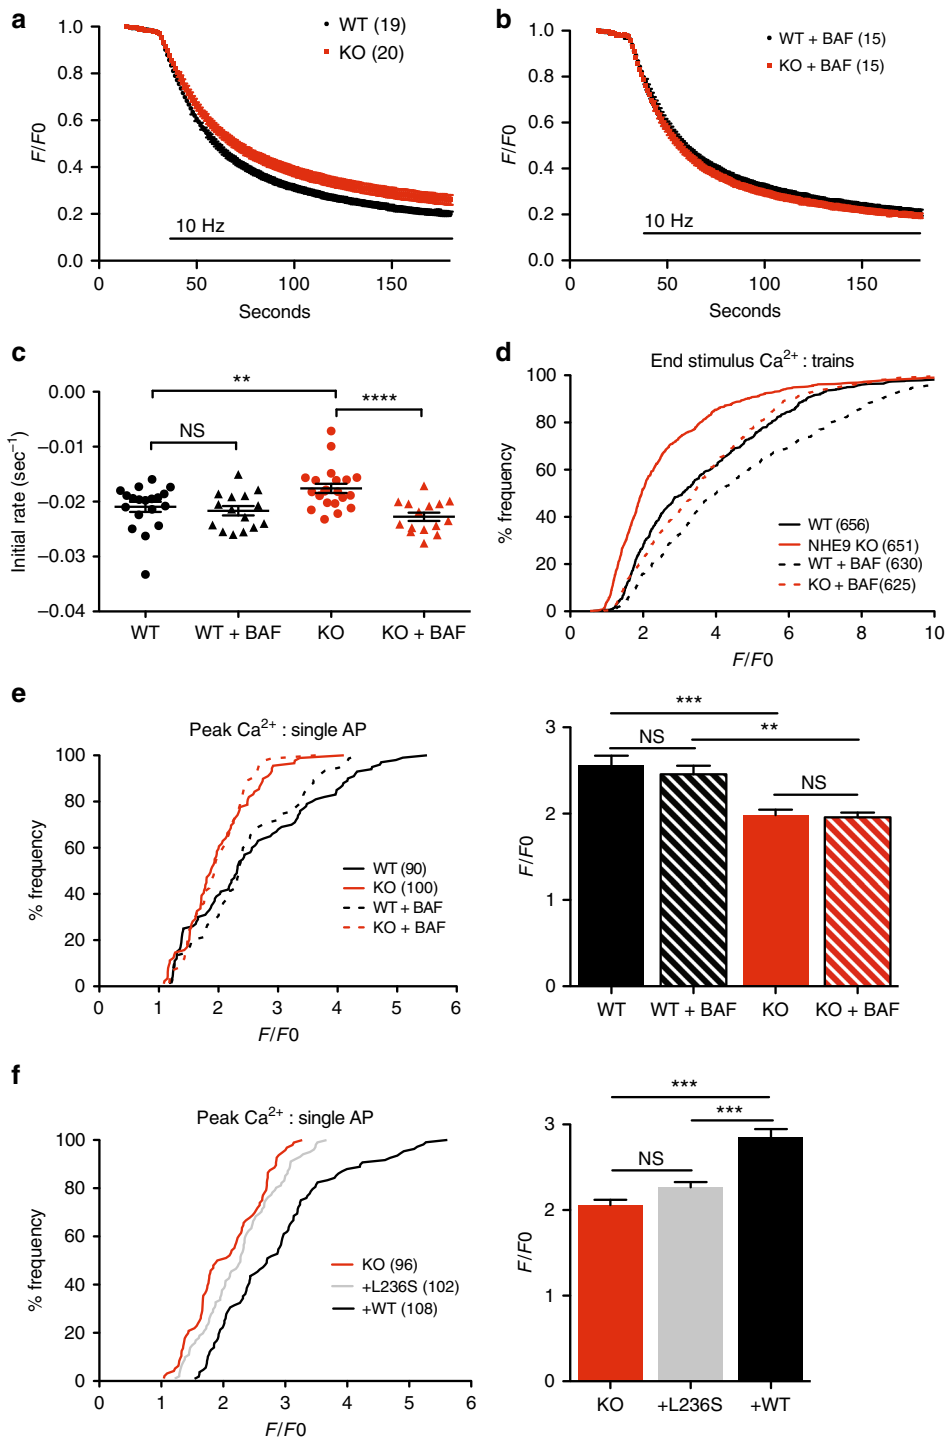 a
WT (19)
KO (20)
F/F0
1.0
0.8
0.6
0.4
0.2
0.0
10 Hz
0
50
100
150
Seconds
b
WT + BAF (15)
KO + BAF (15)
F/F0
1.0
0.8
0.6
0.4
0.2
0.0
10 Hz
0
50
100
150
Seconds
c
Initial rate (sec⁻¹)
0.00
−0.01
−0.02
−0.03
−0.04
**
****
NS
WT
WT + BAF
KO
KO + BAF
d
End stimulus Ca²⁺ : trains
% frequency
100
80
60
40
20
0
WT (656)
NHE9 KO (651)
WT + BAF (630)
KO + BAF(625)
0
2
4
6
8
10
F/F0
e
Peak Ca²⁺ : single AP
% frequency
100
80
60
40
20
0
WT (90)
KO (100)
WT + BAF
KO + BAF
0
1
2
3
4
5
6
F/F0
F/F0
3
2
1
0
***
NS
**
NS
WT
WT + BAF
KO
KO + BAF
f
Peak Ca²⁺ : single AP
% frequency
100
80
60
40
20
0
KO (96)
+L236S (102)
+WT (108)
0
1
2
3
4
5
6
F/F0
F/F0
3
2
1
0
***
***
NS
KO
+L236S
+WT